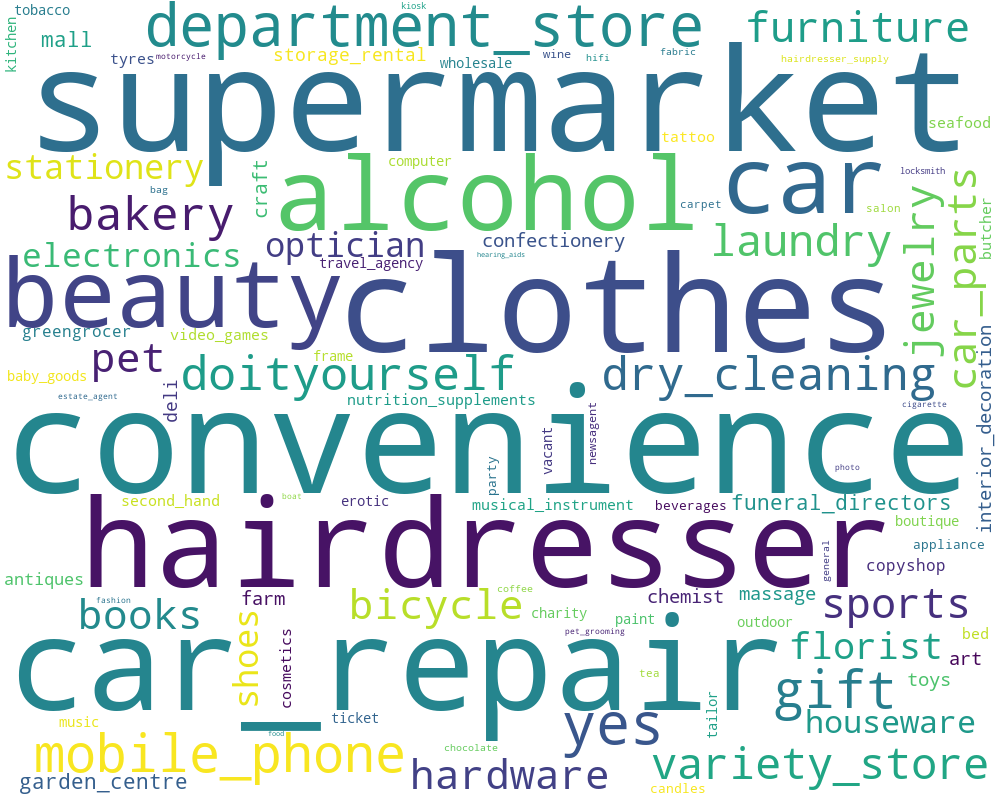 tobacco
kiosk
department_store
furniture
kitchen
mall
tyres
motorcycle
storage_rental
wholesale
wine
hifi
fabric
hairdresser_supply
supermarket
seafood
tattoo
stationery
craft
computer
alcohol
car
locksmith
bag
bakery
carpet
salon
jewelry
car_parts
butcher
electronics
optician
confectionery
laundry
travel_agency
hearing_aids
beauty
clothes
greengrocer
video_games
pet
frame
baby_goods
deli
doityourself
dry_cleaning
interior_decoration
estate_agent
nutrition_supplements
cigarette
convenience
vacant
newsagent
party
photo
second_hand
boat
erotic
musical_instrument
beverages
funeral_directors
hairdresser
general
boutique
appliance
antiques
copyshop
fashion
books
farm
coffee
bicycle
charity
chemist
massage
sports
shoes
cosmetics
paint
outdoor
pet_grooming
car_repair
florist
bed
art
tea
gift
toys
music
ticket
food
yes
tailor
houseware
mobile_phone
chocolate
variety_store
garden_centre
hardware
candles